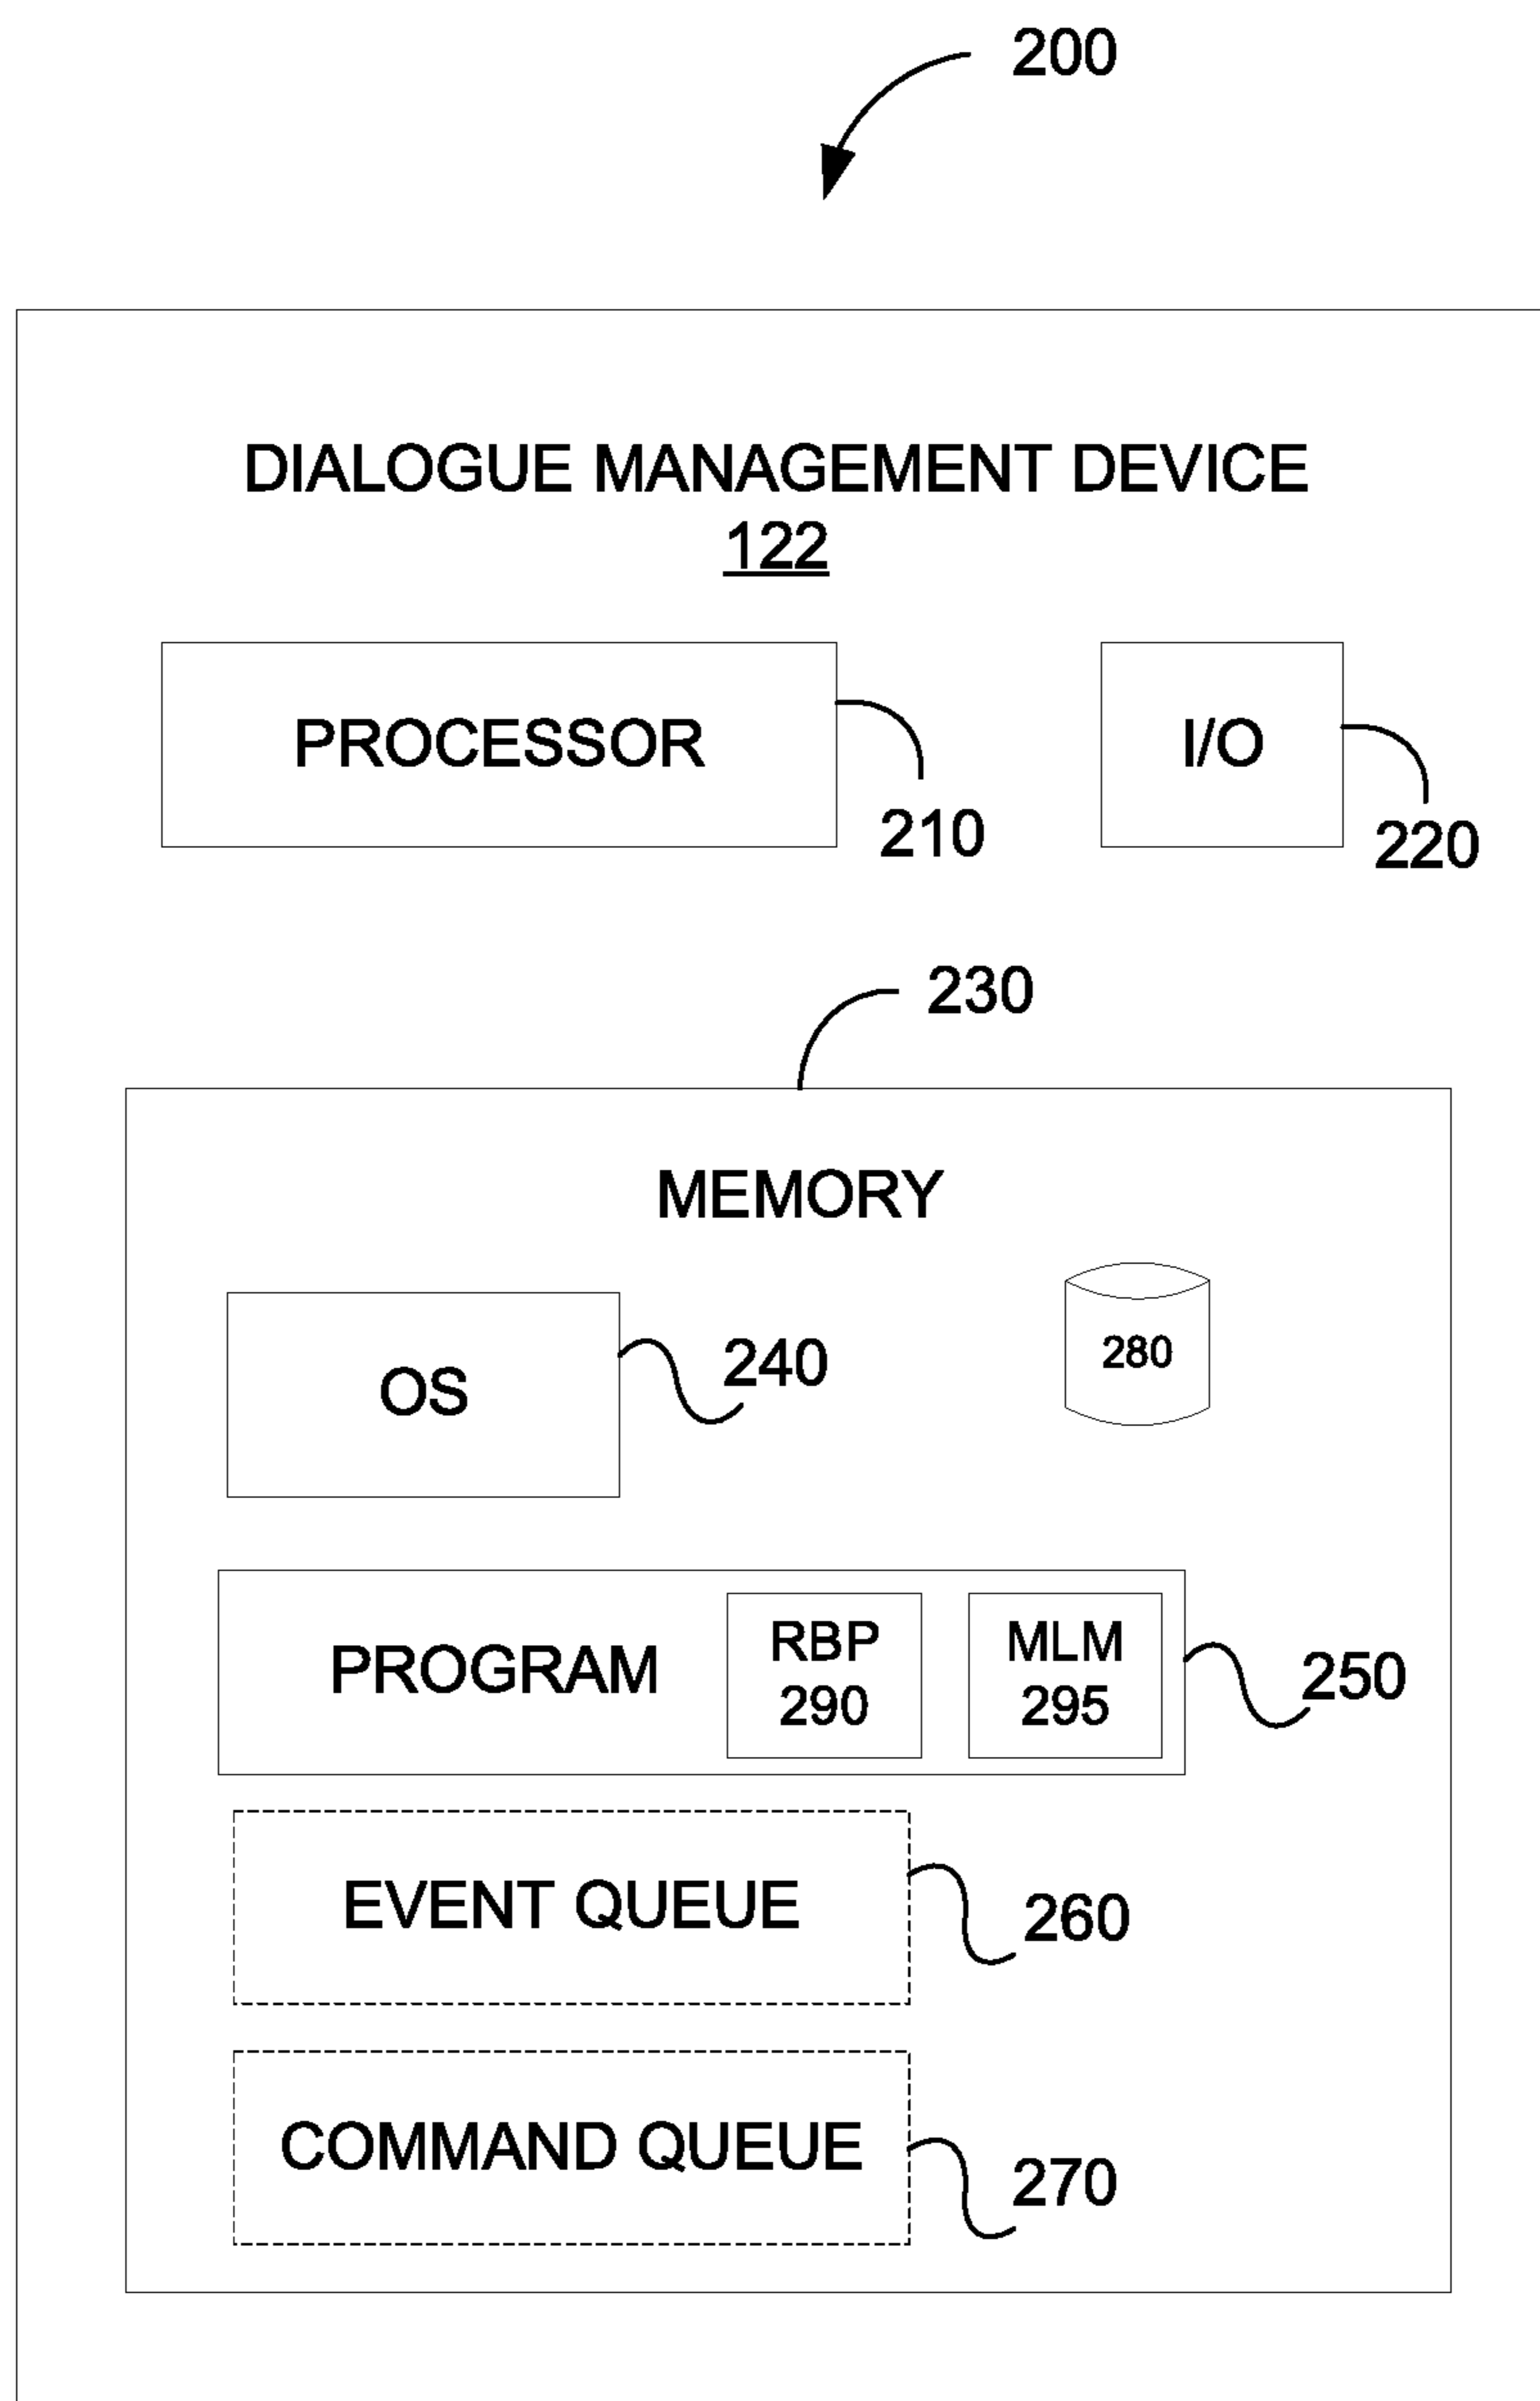 200
DIALOGUE MANAGEMENT DEVICE
122
PROCESSOR
I/O
210
220
230
MEMORY
OS
240
280
PROGRAM
RBP
290
MLM
295
250
EVENT QUEUE
260
COMMAND QUEUE
270